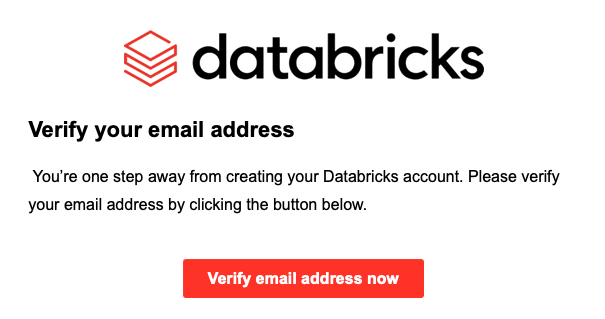 databricks
Verify your email address
You’re one step away from creating your Databricks account. Please verify
your email address by clicking the button below.
Verify email address now